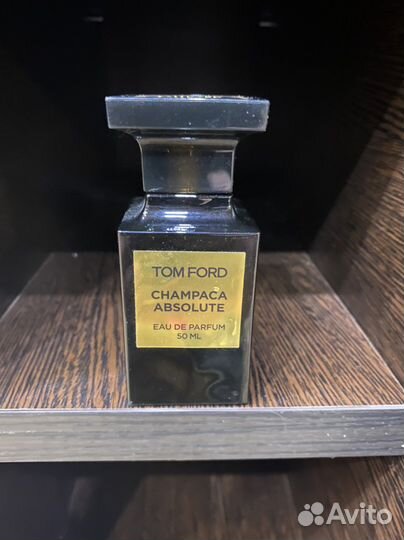 TOM FORD
CHAMPACA
ABSOLUTE
EAU DE PARFUM
50 ML
Avito